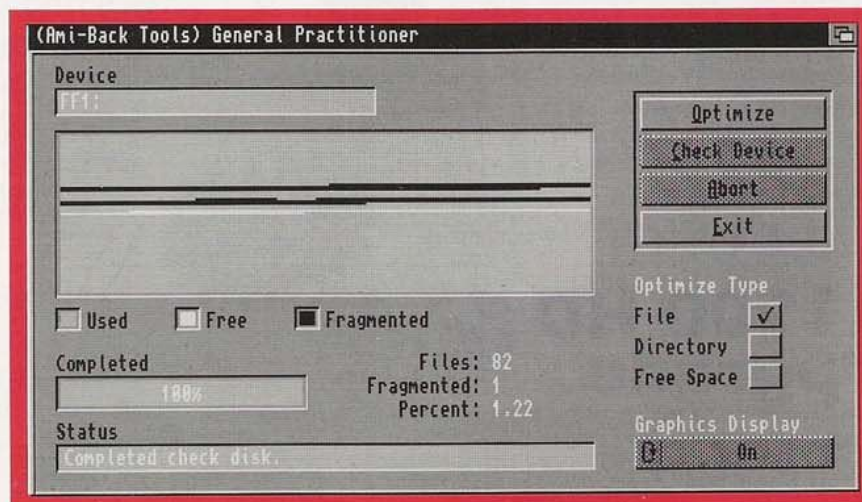 (Ami-Back Tools) General Practitioner
Device
FF1:
Optimize
Check Device
Abort
Exit
Used
Free
Fragmented
Optimize Type
File
Directory
Free Space
Completed
100%
Files: 82
Fragmented: 1
Percent: 1.22
Status
Completed check disk.
Graphics Display
On